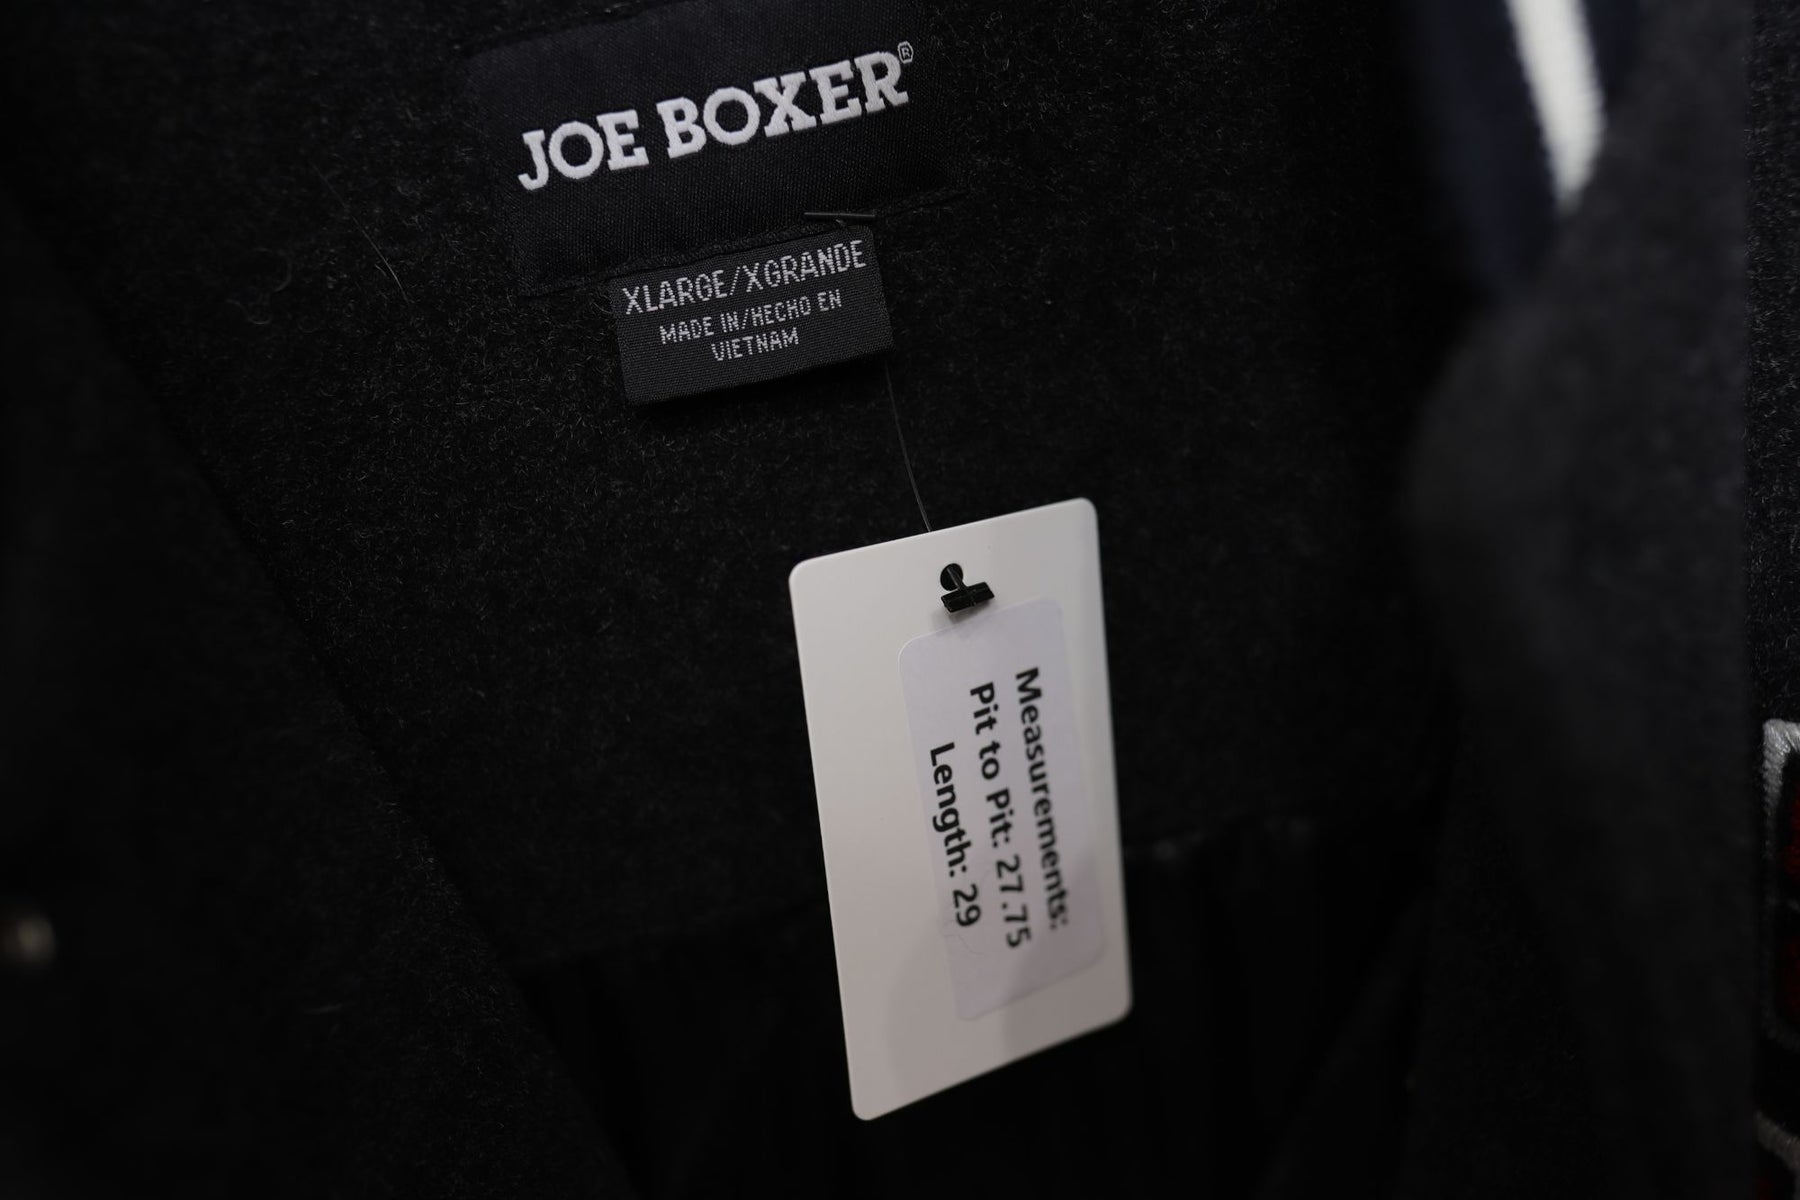 JOE BOXER®
XLARGE/XGRANDE
MADE IN/HECHO EN
VIETNAM
Measurements:
Pit to Pit: 27.75
Length: 29